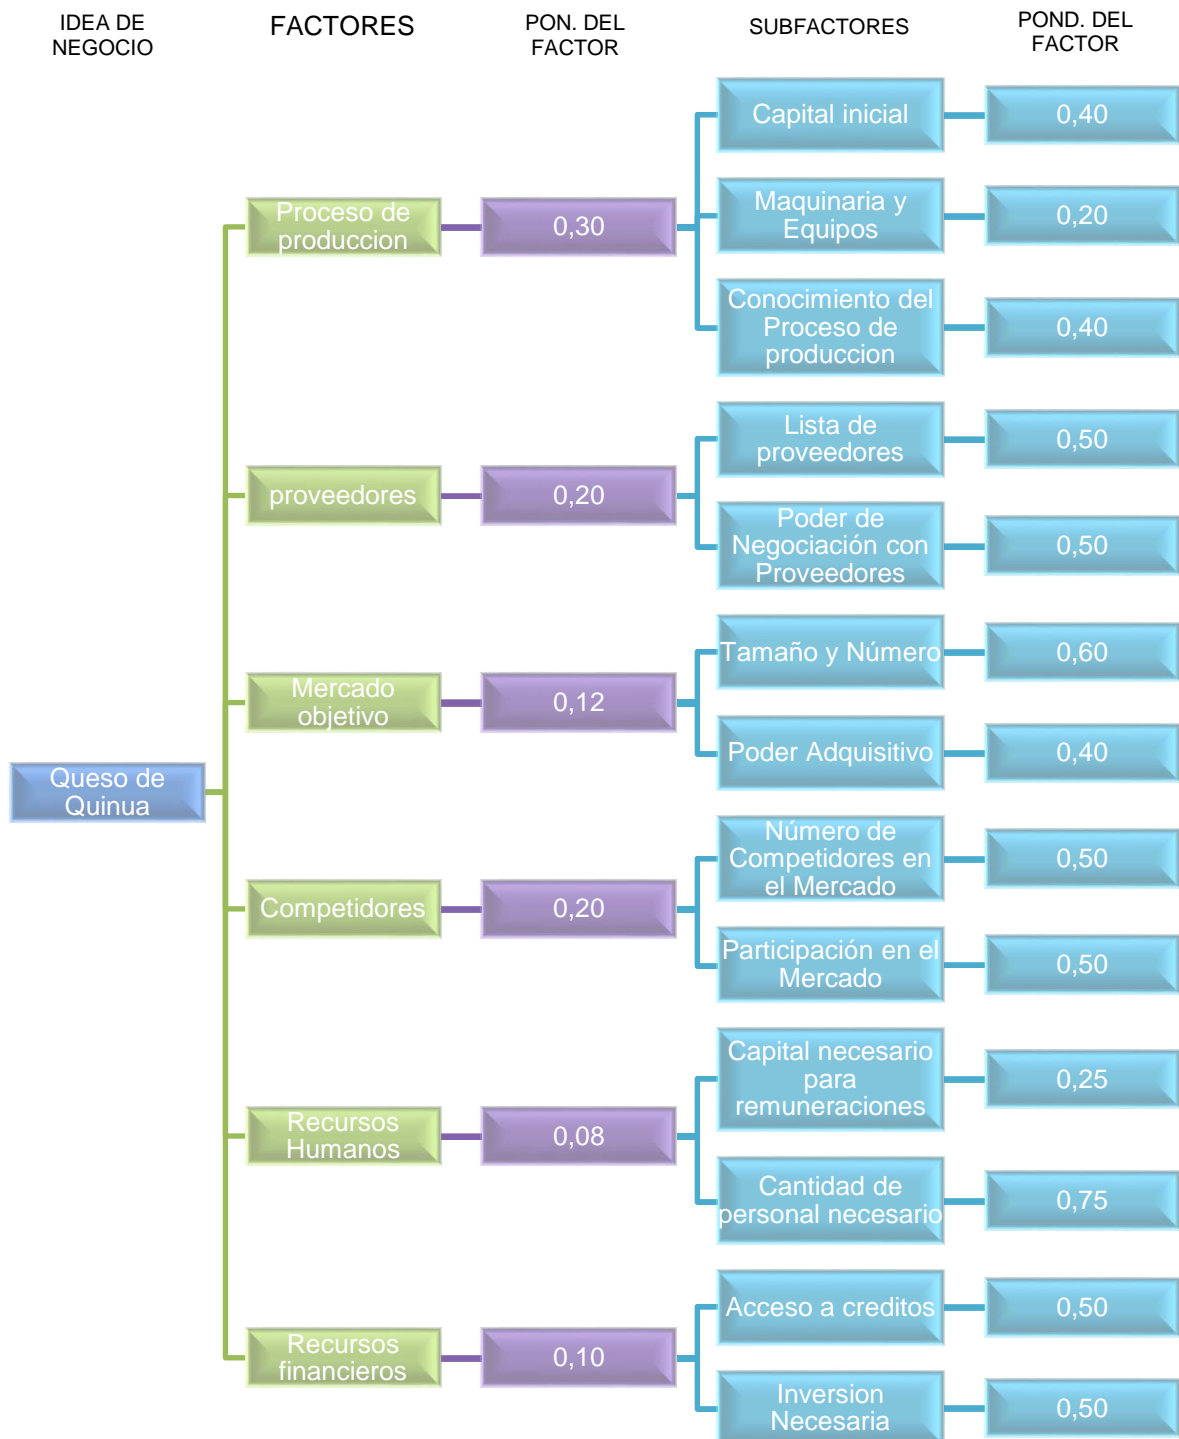 IDEA DE
NEGOCIO
FACTORES
PON. DEL
FACTOR
SUBFACTORES
POND. DEL
FACTOR
Queso de
Quinua
Proceso de
produccion
0,30
Capital inicial
0,40
Maquinaria y
Equipos
0,20
Conocimiento del
Proceso de
produccion
0,40
proveedores
0,20
Lista de
proveedores
0,50
Poder de
Negociación con
Proveedores
0,50
Mercado
objetivo
0,12
Tamaño y Número
0,60
Poder Adquisitivo
0,40
Competidores
0,20
Número de
Competidores en
el Mercado
0,50
Participación en el
Mercado
0,50
Recursos
Humanos
0,08
Capital necesario
para
remuneraciones
0,25
Cantidad de
personal necesario
0,75
Recursos
financieros
0,10
Acceso a creditos
0,50
Inversion
Necesaria
0,50